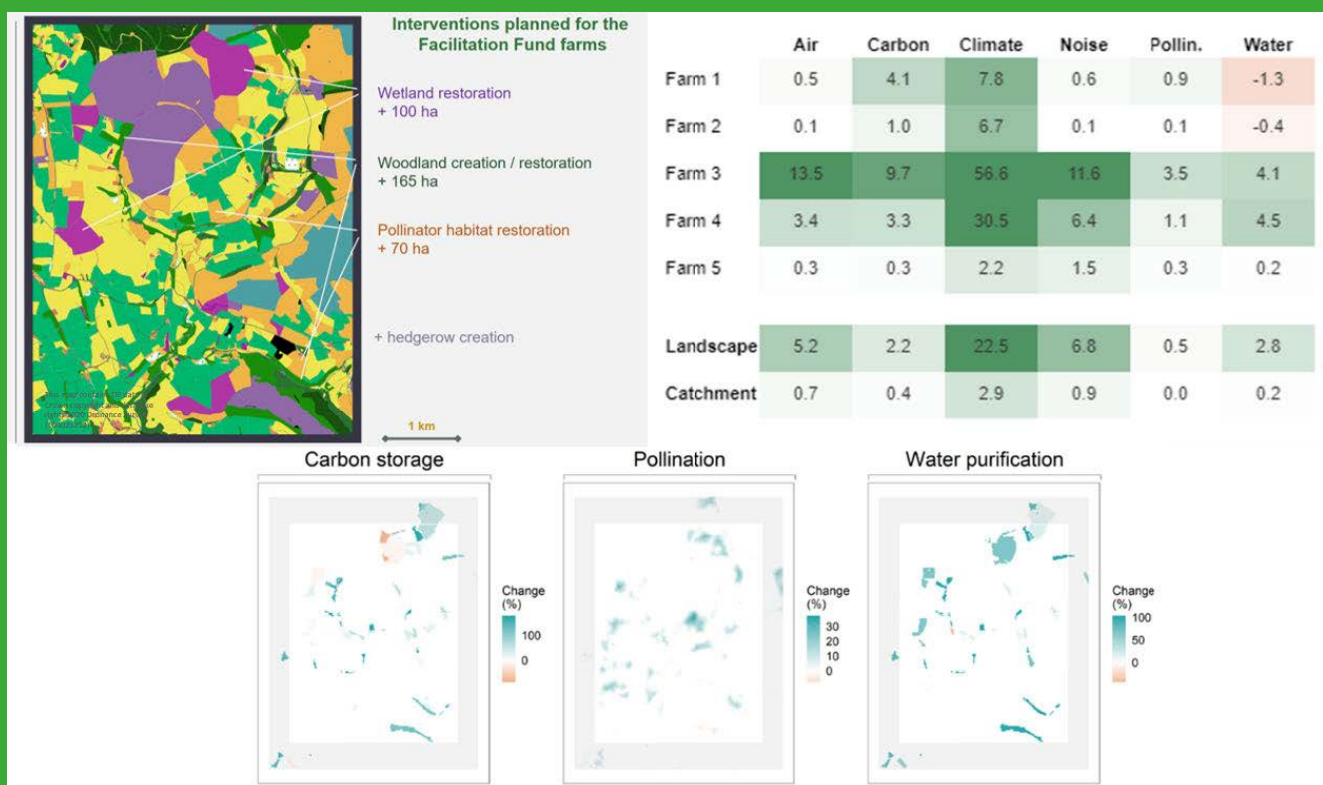 Interventions planned for the
Facilitation Fund farms
Wetland restoration
+ 100 ha
Woodland creation / restoration
+ 165 ha
Pollinator habitat restoration
+ 70 ha
+ hedgerow creation
1 km
Air Carbon Climate Noise Pollin. Water
Farm 1 0.5 4.1 7.8 0.6 0.9 -1.3
Farm 2 0.1 1.0 6.7 0.1 0.1 -0.4
Farm 3 13.5 9.7 56.6 11.6 3.5 4.1
Farm 4 3.4 3.3 30.5 6.4 1.1 4.5
Farm 5 0.3 0.3 2.2 1.5 0.3 0.2
Landscape 5.2 2.2 22.5 6.8 0.5 2.8
Catchment 0.7 0.4 2.9 0.9 0.0 0.2
Carbon storage
Change
(%)
100
0
Pollination
Change
(%)
30
20
10
0
Water purification
Change
(%)
100
50
0